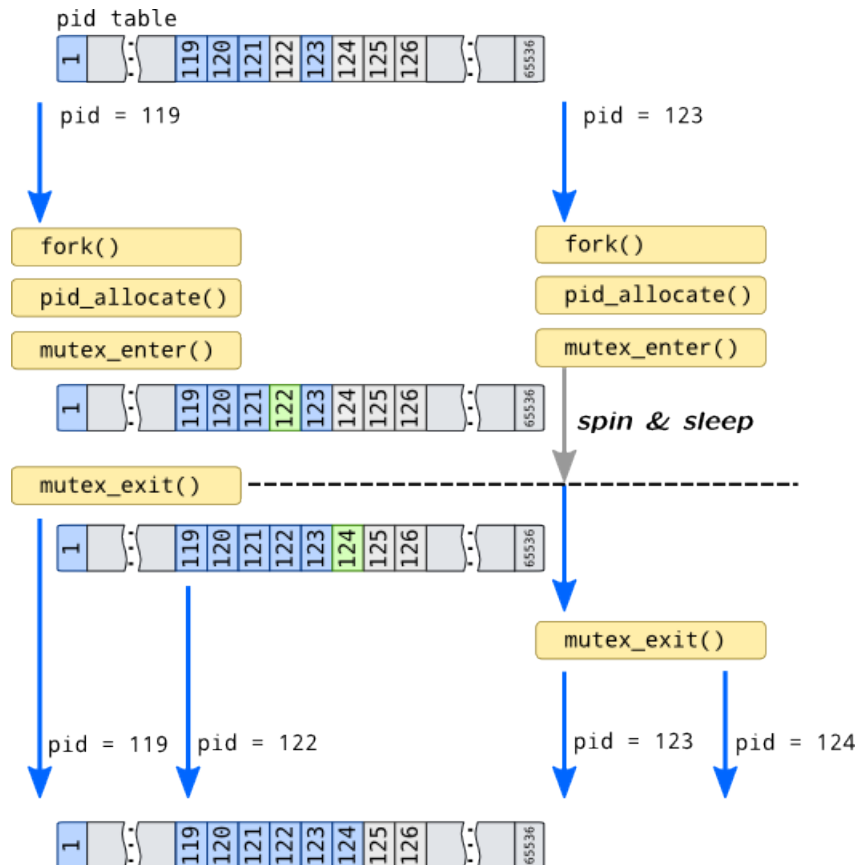 pid table
1 119 120 121 122 123 124 125 126 65536
pid = 119 pid = 123
fork() fork()
pid_allocate() pid_allocate()
mutex_enter() mutex_enter()
1 119 120 121 122 123 124 125 126 65536
spin & sleep
mutex_exit()
1 119 120 121 122 123 124 125 126 65536
mutex_exit()
pid = 119 pid = 122 pid = 123 pid = 124
1 119 120 121 122 123 124 125 126 65536